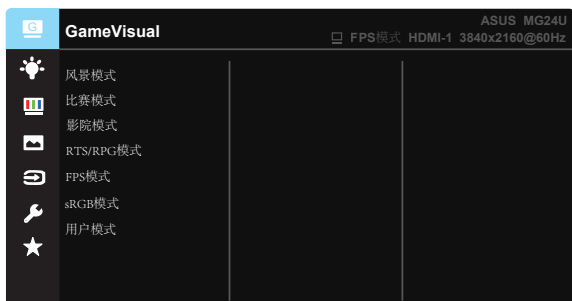 G
GameVisual
ASUS MG24U
FPS模式 HDMI-1 3840x2160@60Hz
风景模式
比赛模式
影院模式
RTS/RPG模式
FPS模式
sRGB模式
用户模式